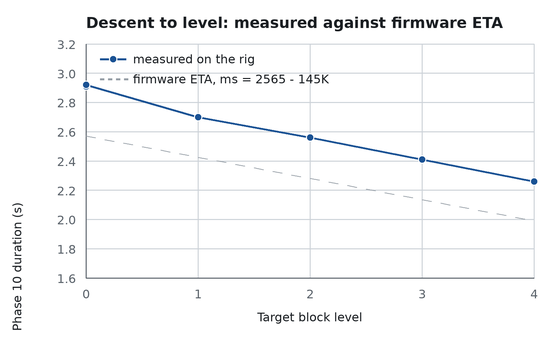 Descent to level: measured against firmware ETA
measured on the rig
firmware ETA, ms = 2565 - 145K
3.2
3.0
2.8
2.6
2.4
2.2
2.0
1.8
1.6
0 1 2 3 4
Target block level
Phase 10 duration (s)